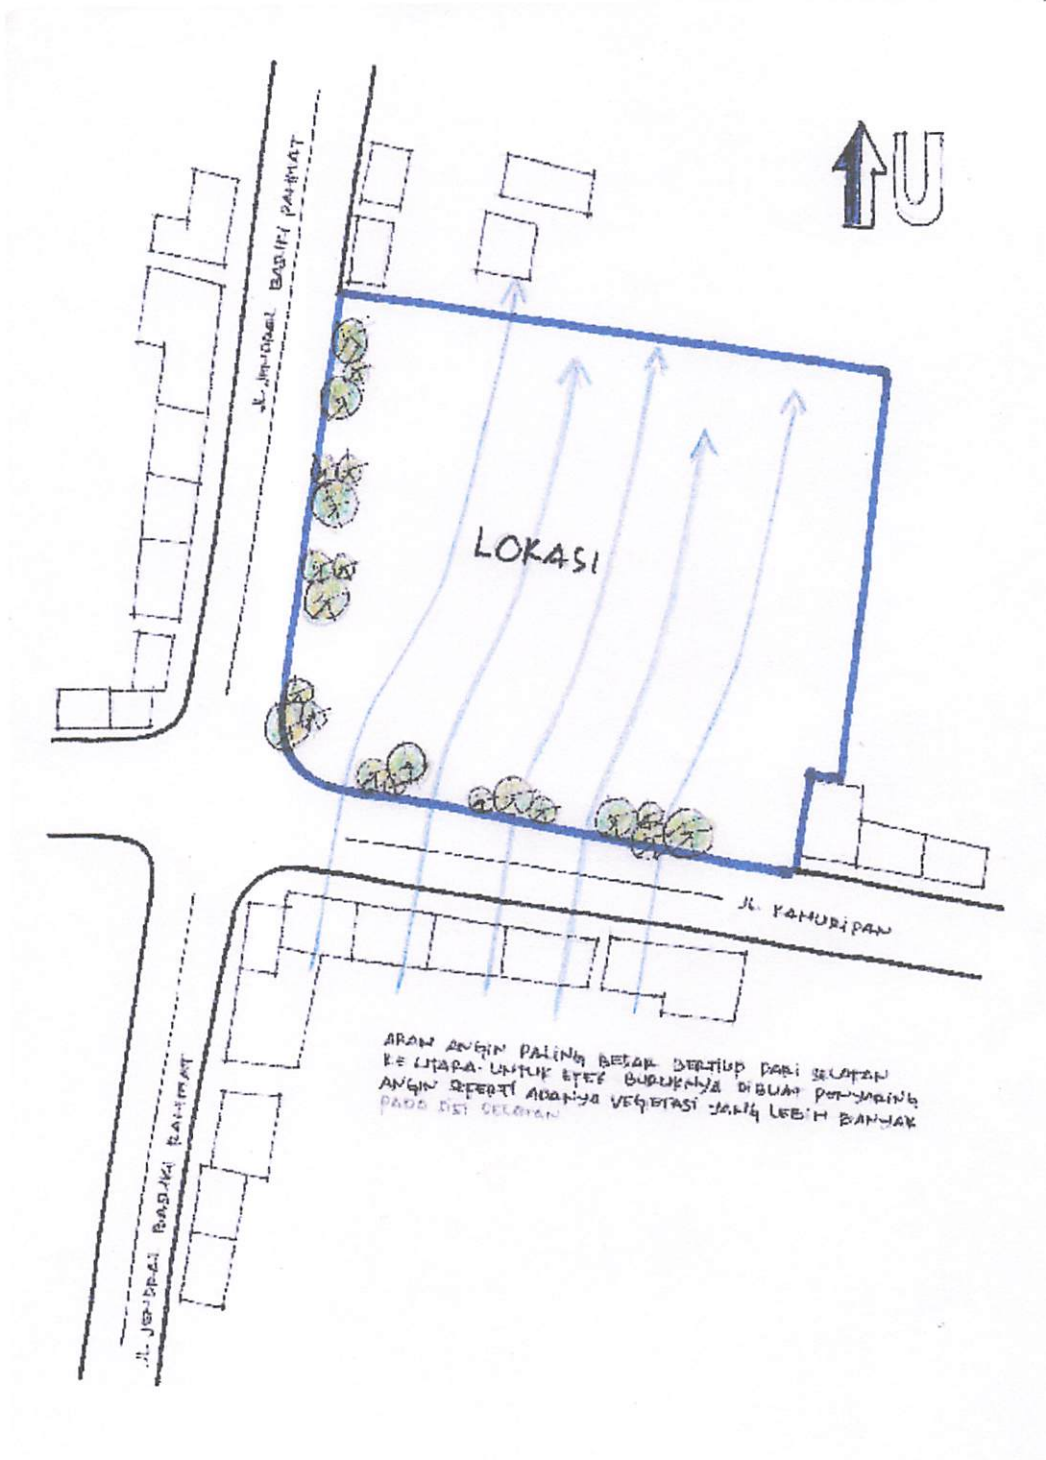 U
JL. JENDRAL BASUKI RAHMAT
LOKASI
JL. KAHURIPAN
ARAH ANGIN PALING BESAR BERTIUP DARI SELATAN
KE UTARA. UNTUK EFEK BURUKNYA DIBUAT PENYARING
ANGIN SEPERTI ADANYA VEGETASI YANG LEBIH BANYAK
PADA SISI SELATAN
JL. JENDRAL BASUKI RAHMAT